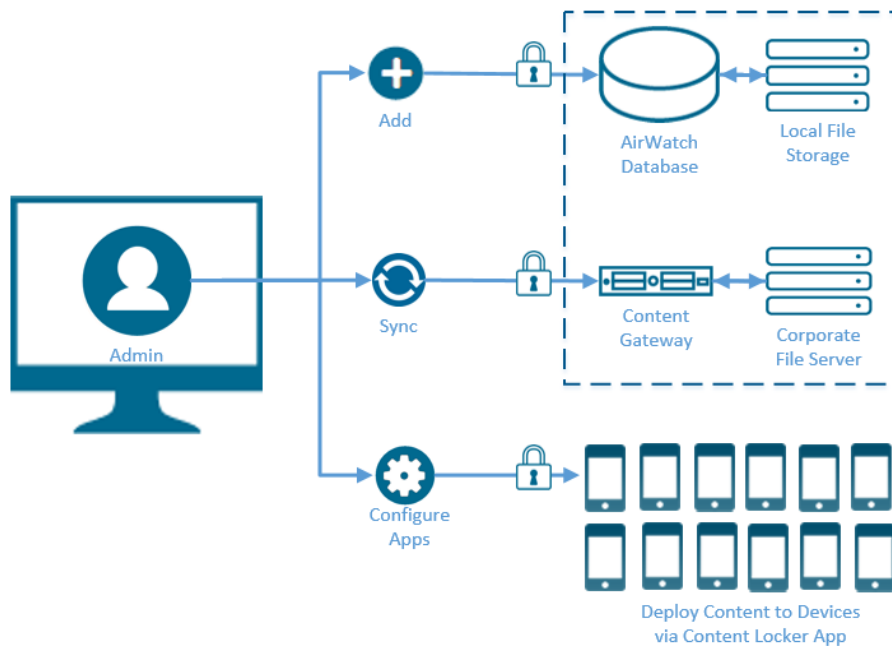 Add
AirWatch
Database
Local File
Storage
Admin
Sync
Content
Gateway
Corporate
File Server
Configure
Apps
Deploy Content to Devices
via Content Locker App